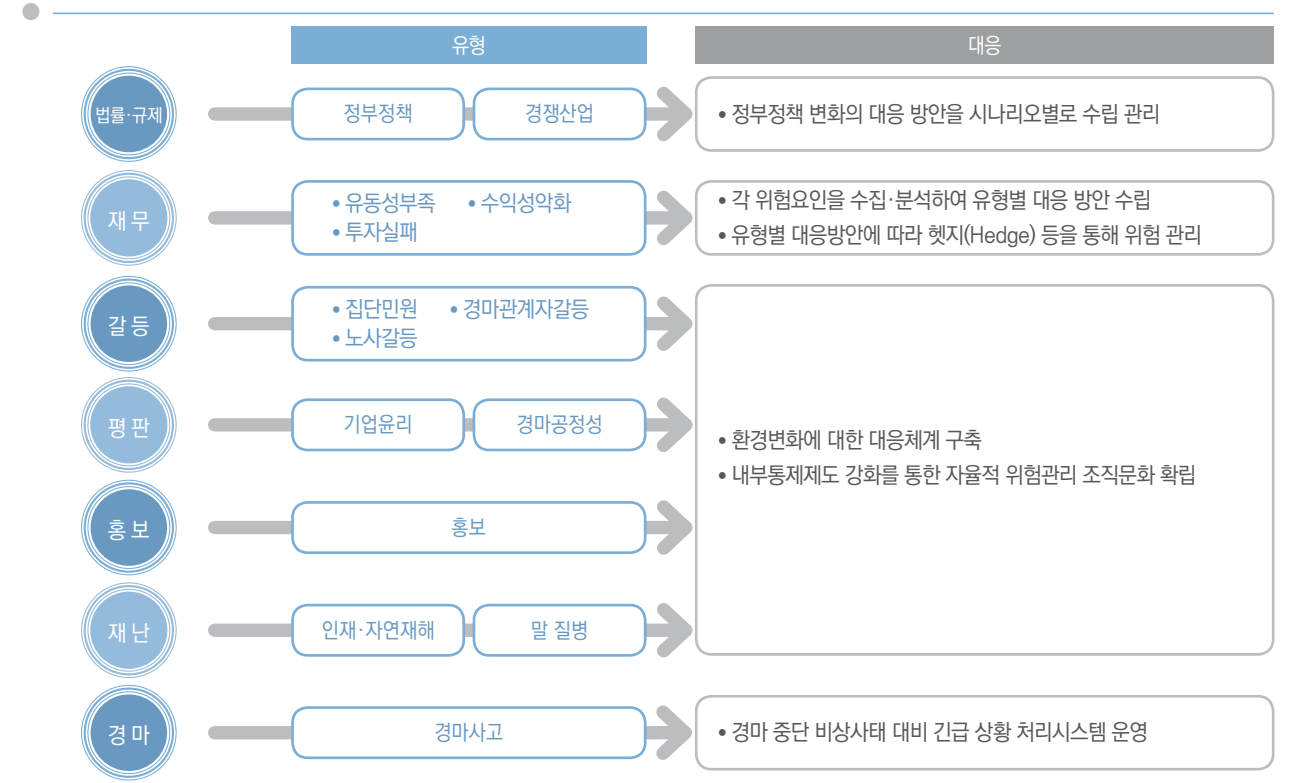 유형
대응
법률·규제
정부정책
경쟁산업
• 정부정책 변화의 대응 방안을 시나리오별로 수립 관리
재무
• 유동성부족 • 수익성악화
• 투자실패
• 각 위험요인을 수집·분석하여 유형별 대응 방안 수립
• 유형별 대응방안에 따라 헷지(Hedge) 등을 통해 위험 관리
갈등
• 집단민원 • 경마관계자갈등
• 노사갈등
평판
기업윤리
경마공정성
• 환경변화에 대한 대응체계 구축
• 내부통제제도 강화를 통한 자율적 위험관리 조직문화 확립
홍보
홍보
재난
인재·자연재해
말 질병
경마
경마사고
• 경마 중단 비상사태 대비 긴급 상황 처리시스템 운영